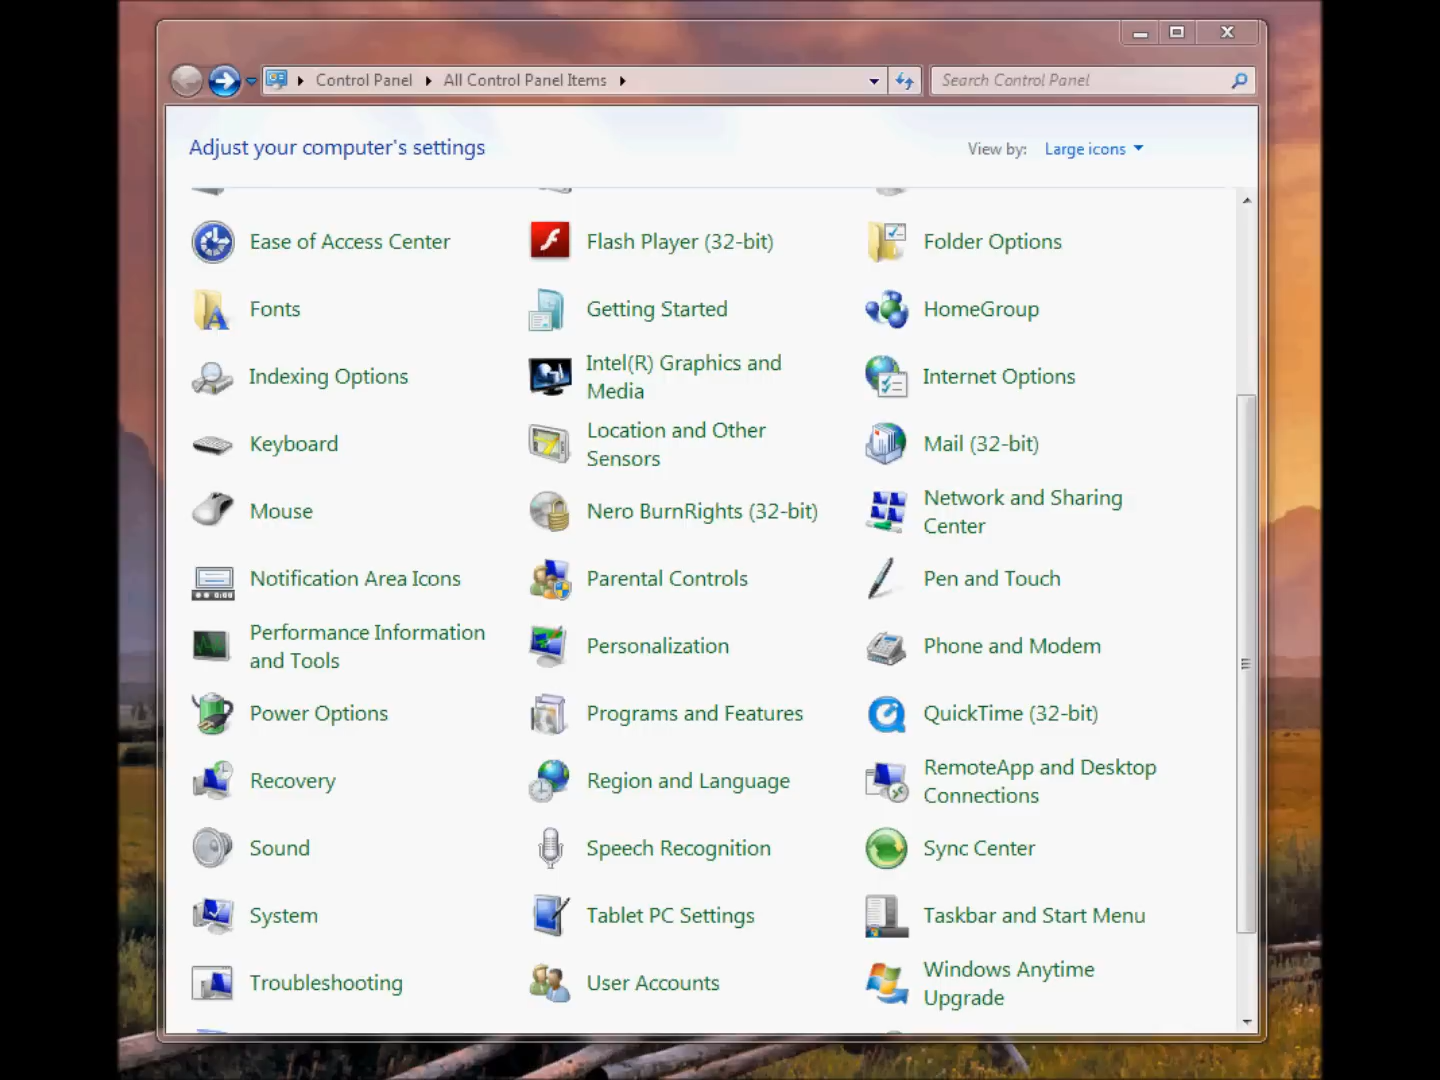 Control Panel All Control Panel Items
Search Control Panel
Adjust your computer's settings
View by: Large icons
Ease of Access Center
Flash Player (32-bit)
Folder Options
Fonts
Getting Started
HomeGroup
Indexing Options
Intel(R) Graphics and
Media
Internet Options
Keyboard
Location and Other
Sensors
Mail (32-bit)
Mouse
Nero BurnRights (32-bit)
Network and Sharing
Center
Notification Area Icons
Parental Controls
Pen and Touch
Performance Information
and Tools
Personalization
Phone and Modem
Power Options
Programs and Features
QuickTime (32-bit)
Recovery
Region and Language
RemoteApp and Desktop
Connections
Sound
Speech Recognition
Sync Center
System
Tablet PC Settings
Taskbar and Start Menu
Troubleshooting
User Accounts
Windows Anytime
Upgrade